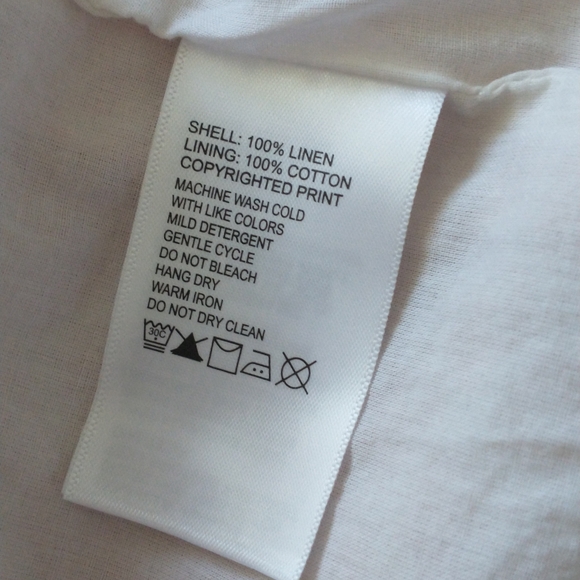 SHELL: 100% LINEN
LINING: 100% COTTON
COPYRIGHTED PRINT
MACHINE WASH COLD
WITH LIKE COLORS
MILD DETERGENT
GENTLE CYCLE
DO NOT BLEACH
HANG DRY
WARM IRON
DO NOT DRY CLEAN
30C